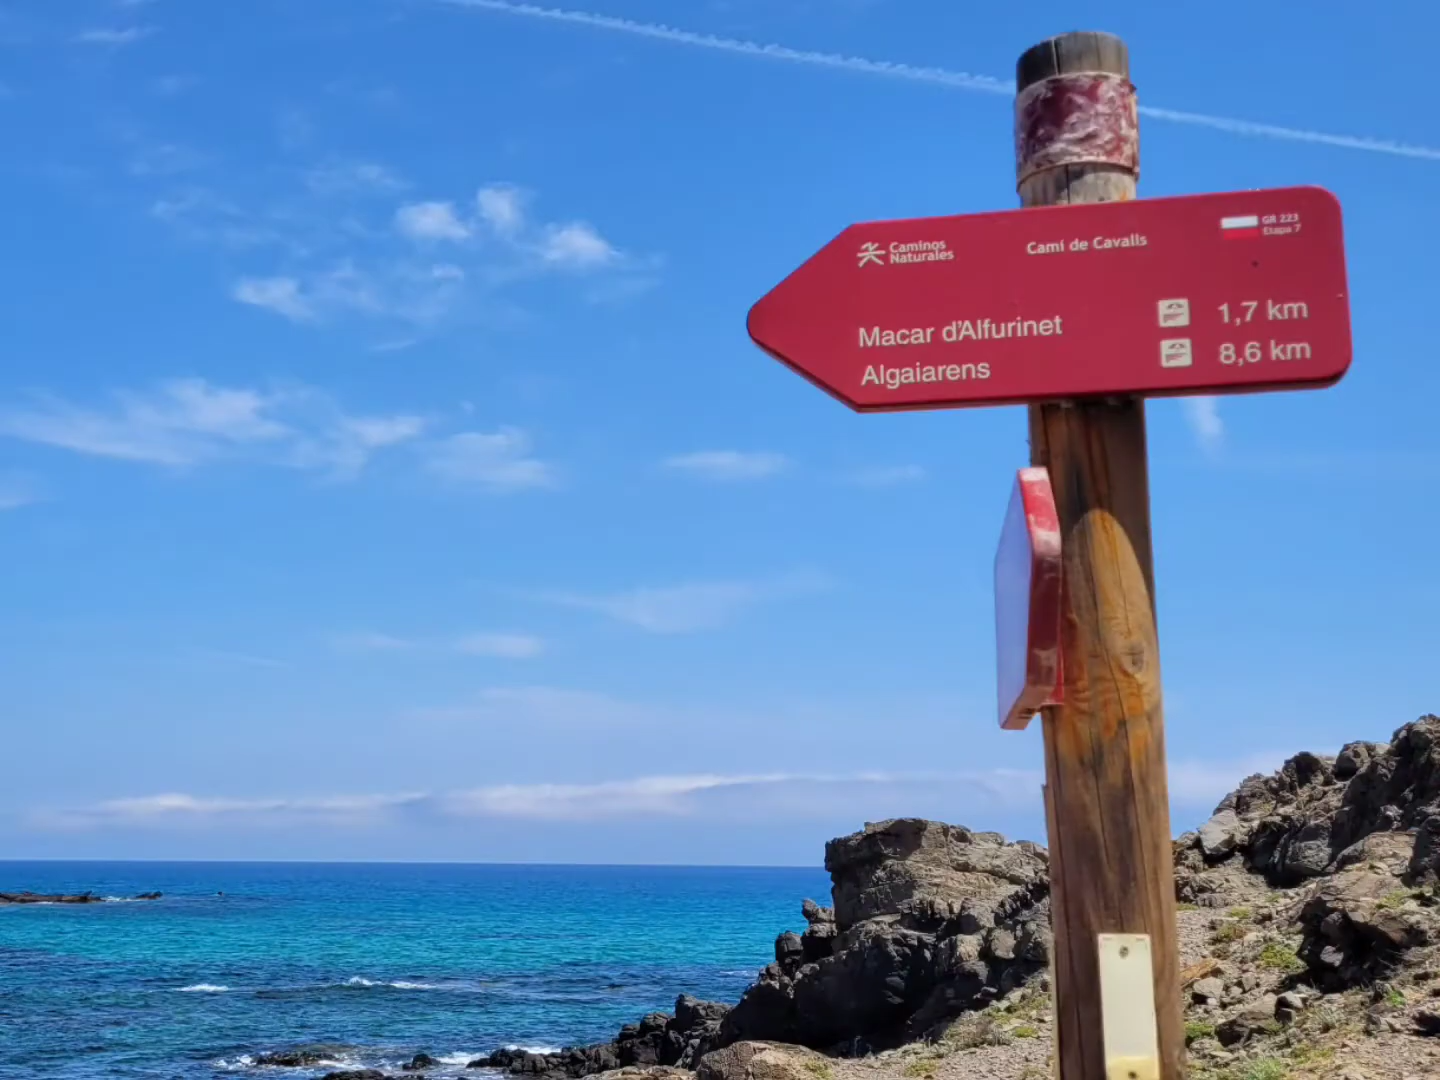 Caminos
Naturales
Camí de Cavalls
GR 223
Etapa 7
Macar d'Alfurinet 1,7 km
Algaiarens 8,6 km